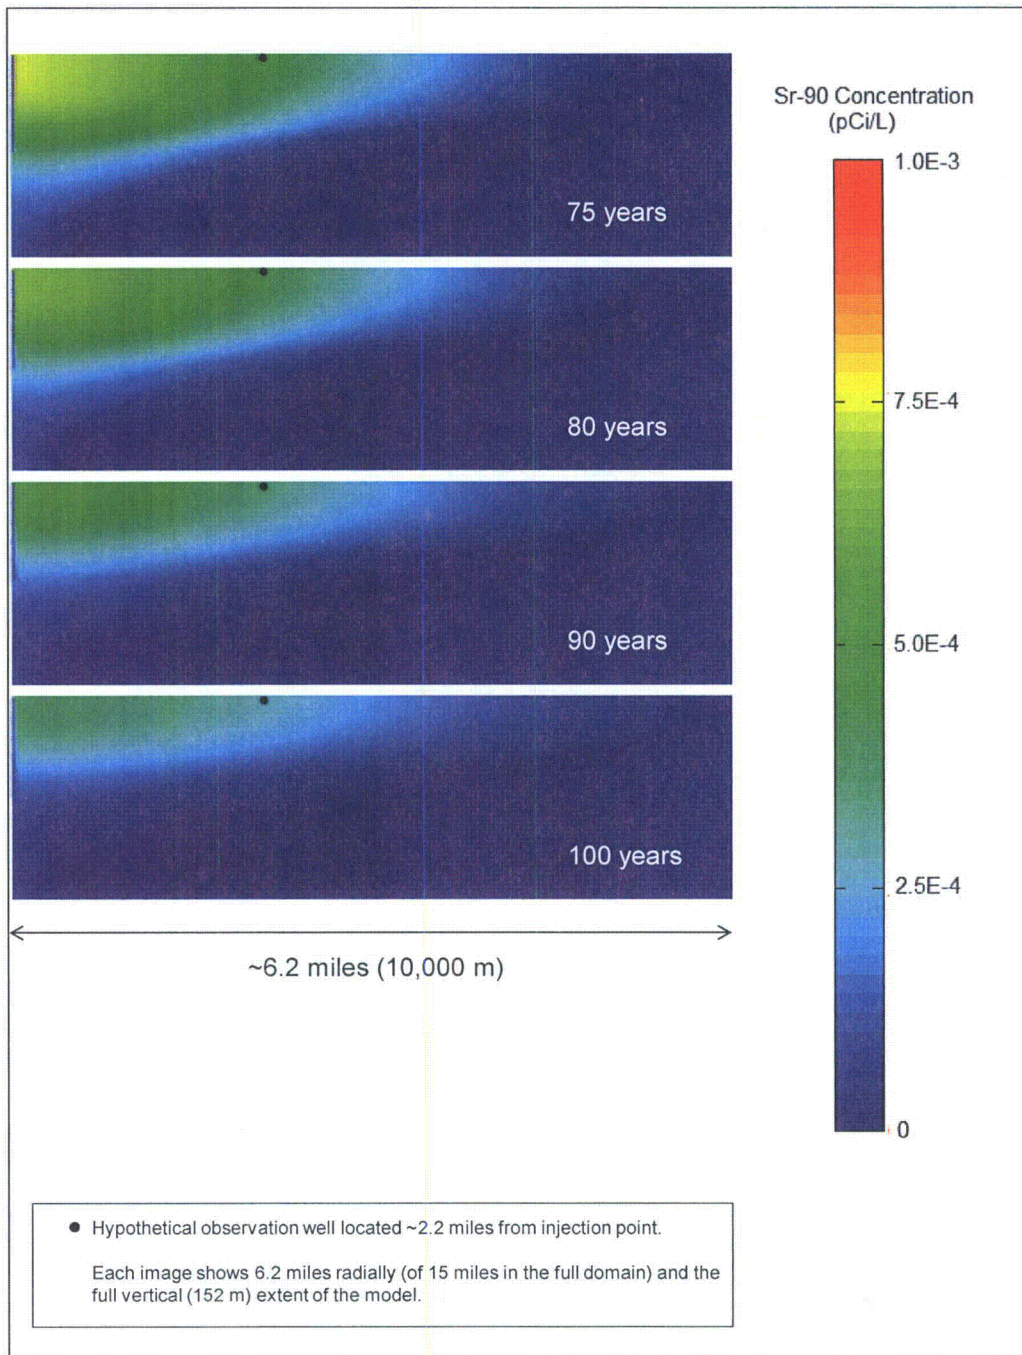 75 years
80 years
90 years
100 years
~6.2 miles (10,000 m)
Sr-90 Concentration
(pCi/L)
1.0E-3
7.5E-4
5.0E-4
2.5E-4
0
● Hypothetical observation well located ~2.2 miles from injection point.
Each image shows 6.2 miles radially (of 15 miles in the full domain) and the
full vertical (152 m) extent of the model.